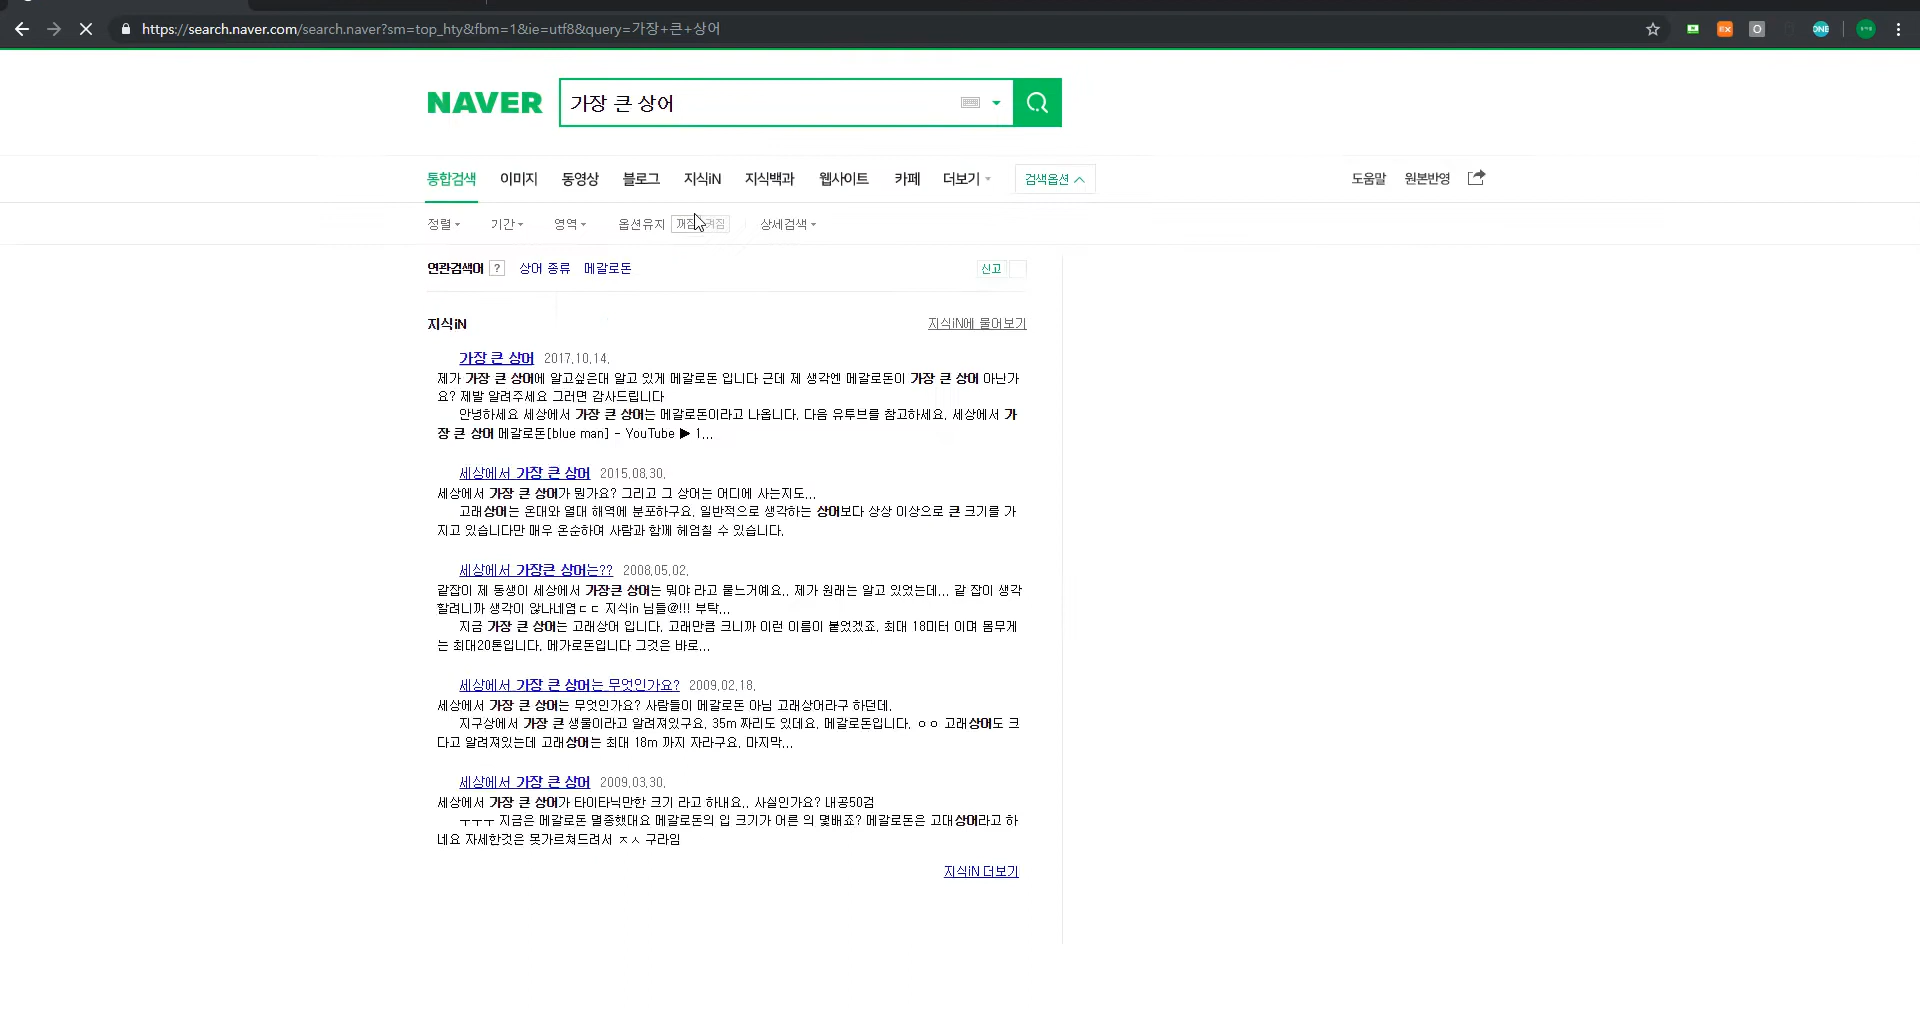 https://search.naver.com/search.naver?sm=top_hty&fbm=1&ie=utf8&query=가장+큰+상어
NAVER
가장 큰 상어
통합검색 이미지 동영상 블로그 지식iN 지식백과 웹사이트 카페 더보기 검색옵션 도움말 원본반영
정렬 기간 영역 옵션유지 꺼짐 켜짐 상세검색
연관검색어 ? 상어 종류 메갈로돈 신고
지식iN 지식iN에 물어보기
가장 큰 상어 2017.10.14.
제가 가장 큰 상어에 알고싶은대 알고 있게 메갈로돈 입니다 근데 제 생각엔 메갈로돈이 가장 큰 상어 아닌가
요? 제발 알려주세요 그러면 감사드립니다
안녕하세요 세상에서 가장 큰 상어는 메갈로돈이라고 나옵니다. 다음 유투브를 참고하세요. 세상에서 가
장 큰 상어 메갈로돈[blue man] - YouTube ▶ 1...
세상에서 가장 큰 상어 2015.08.30.
세상에서 가장 큰 상어가 뭔가요? 그리고 그 상어는 어디에 사는지도...
고래상어는 온대와 열대 해역에 분포하구요. 일반적으로 생각하는 상어보다 상상 이상으로 큰 크기를 가
지고 있습니다만 매우 온순하여 사람과 함께 헤엄칠 수 있습니다.
세상에서 가장큰 상어는?? 2008.05.02.
같잡이 제 동생이 세상에서 가장큰 상어는 뭐야 라고 묻느거예요.. 제가 원래는 알고 있었는데... 같 잡이 생각
할려니까 생각이 않나네염ㄷㄷ 지식in 님들@!!! 부탁...
지금 가장 큰 상어는 고래상어 입니다. 고래만큼 크니까 이런 이름이 붙었겠죠. 최대 18미터 이며 몸무게
는 최대20톤입니다. 메가로돈입니다 그것은 바로...
세상에서 가장 큰 상어는 무엇인가요? 2009.02.18.
세상에서 가장 큰 상어는 무엇인가요? 사람들이 메갈로돈 아님 고래상어라구 하던데.
지구상에서 가장 큰 생물이라고 알려져있구요. 35m 짜리도 있데요. 메갈로돈입니다. ㅇㅇ 고래상어도 크
다고 알려져있는데 고래상어는 최대 18m 까지 자라구요. 마지막...
세상에서 가장 큰 상어 2009.03.30.
세상에서 가장 큰 상어가 타이타닉만한 크기 라고 하내요.. 사실인가요? 내공50검
ㅜㅜㅜ 지금은 메갈로돈 멸종했대요 메갈로돈의 입 크기가 어른 의 몇배죠? 메갈로돈은 고대상어라고 하
네요 자세한것은 못가르쳐드려서 ㅈㅅ 구라임
지식iN 더보기